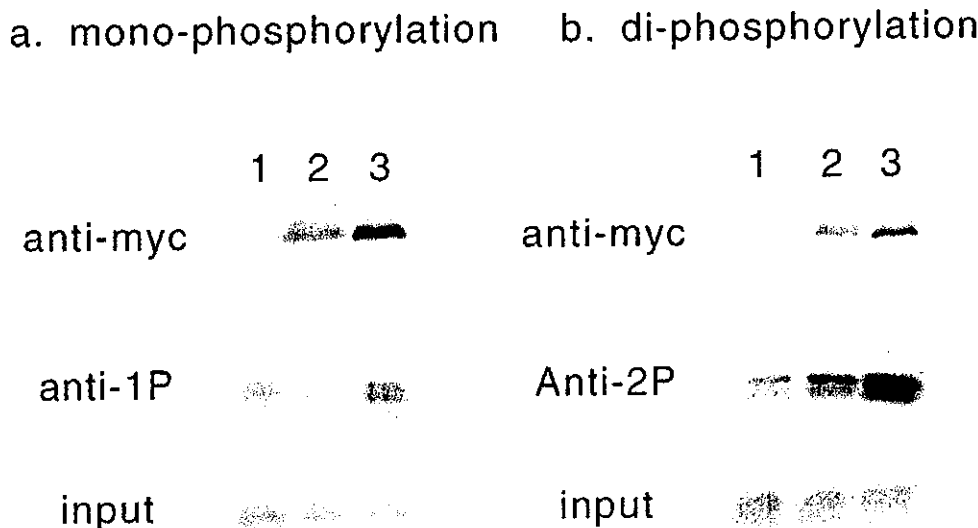 a. mono-phosphorylation b. di-phosphorylation
1 2 3 1 2 3
anti-myc anti-myc
anti-1P Anti-2P
input input